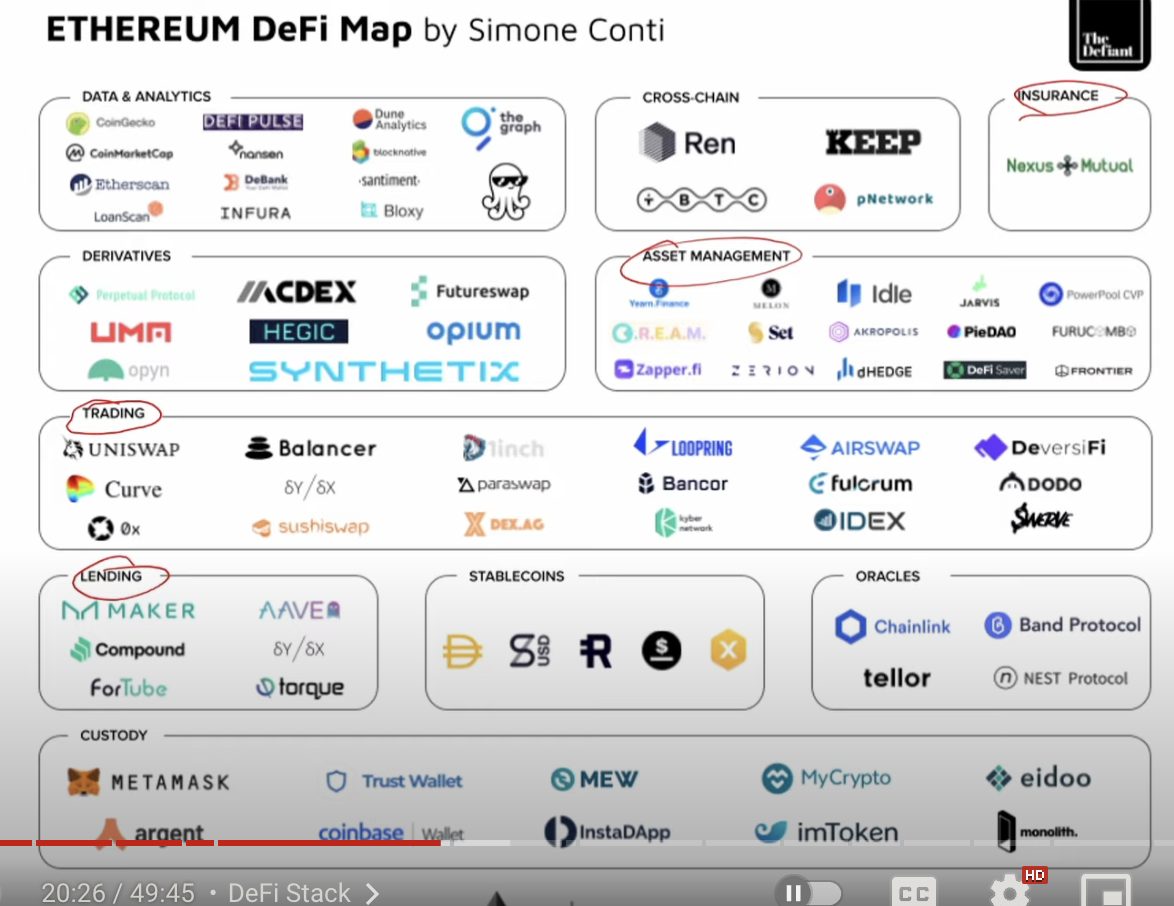 ETHEREUM DeFi Map by Simone Conti
The Defiant
DATA & ANALYTICS
CoinGecko
DEFI PULSE
Dune Analytics
the graph
CoinMarketCap
nansen
blocknative
Etherscan
DeBank
·santiment·
LoanScan
INFURA
Bloxy
CROSS-CHAIN
Ren
KEEP
TBTC
pNetwork
INSURANCE
Nexus Mutual
DERIVATIVES
Perpetual Protocol
MCDEX
Futureswap
UMA
HEGIC
OPIUM
opyn
SYNTHETIX
ASSET MANAGEMENT
Yearn.Finance
MELON
Idle
JARVIS
PowerPool CVP
C.R.E.A.M.
Set
AKROPOLIS
PieDAO
FURUCOMBO
Zapper.fi
ZERION
dHEDGE
DeFi Saver
FRONTIER
TRADING
UNISWAP
Balancer
1inch
LOOPRING
AIRSWAP
DeversiFi
Curve
δY/δX
paraswap
Bancor
fulcrum
DODO
0x
sushiswap
DEX.AG
kyber network
IDEX
SWERVE
LENDING
MAKER
AAVE
Compound
δY/δX
ForTube
torque
STABLECOINS
USD
ORACLES
Chainlink
Band Protocol
tellor
NEST Protocol
CUSTODY
METAMASK
Trust Wallet
MEW
MyCrypto
eidoo
argent
coinbase | Wallet
InstaDApp
imToken
monolith.
20:26 / 49:45 • DeFi Stack
CC
HD